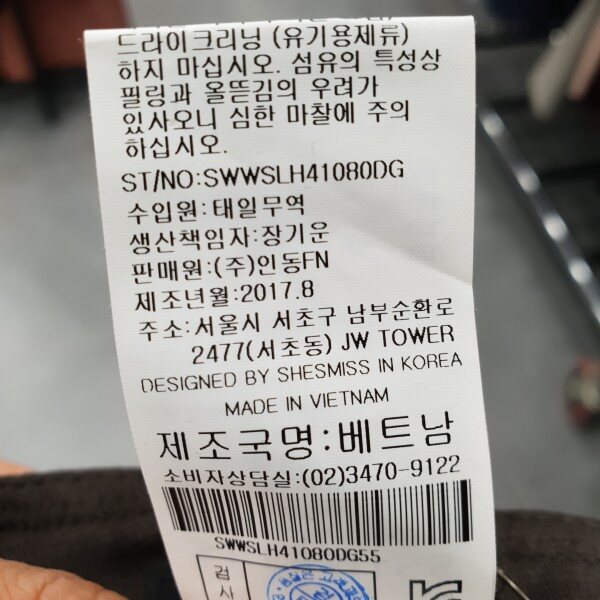 드라이크리닝 (유기용제류)
하지 마십시오. 섬유의 특성상
필링과 올뜯김의 우려가
있사오니 심한 마찰에 주의
하십시오.
ST/NO:SWWSLH41080DG
수입원:태일무역
생산책임자:장기운
판매원:(주)인동FN
제조년월:2017.8
주소:서울시 서초구 남부순환로
2477(서초동) JW TOWER
DESIGNED BY SHESMISS IN KOREA
MADE IN VIETNAM
제조국명:베트남
소비자상담실:(02)3470-9122
SWWSLH41080DG55
검
사